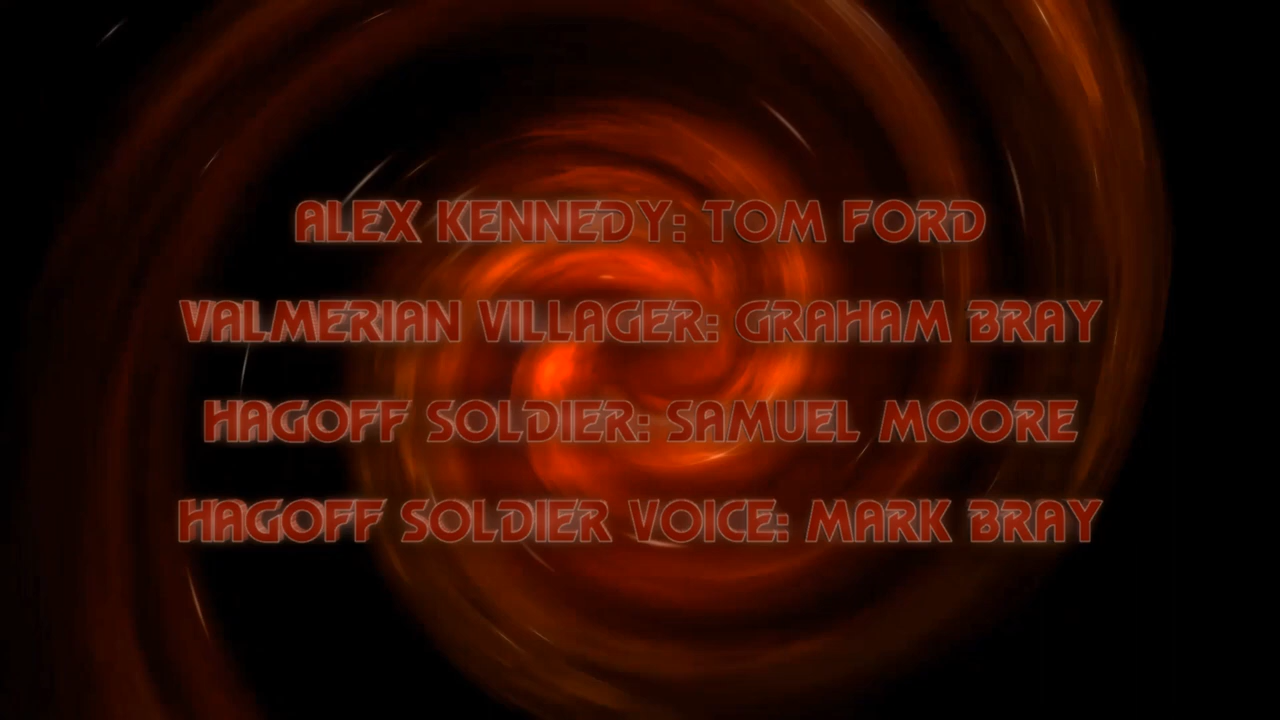 ALEX KENNEDY: TOM FORD
VALMERIAN VILLAGER: GRAHAM BRAY
HAGOFF SOLDIER: SAMUEL MOORE
HAGOFF SOLDIER VOICE: MARK BRAY